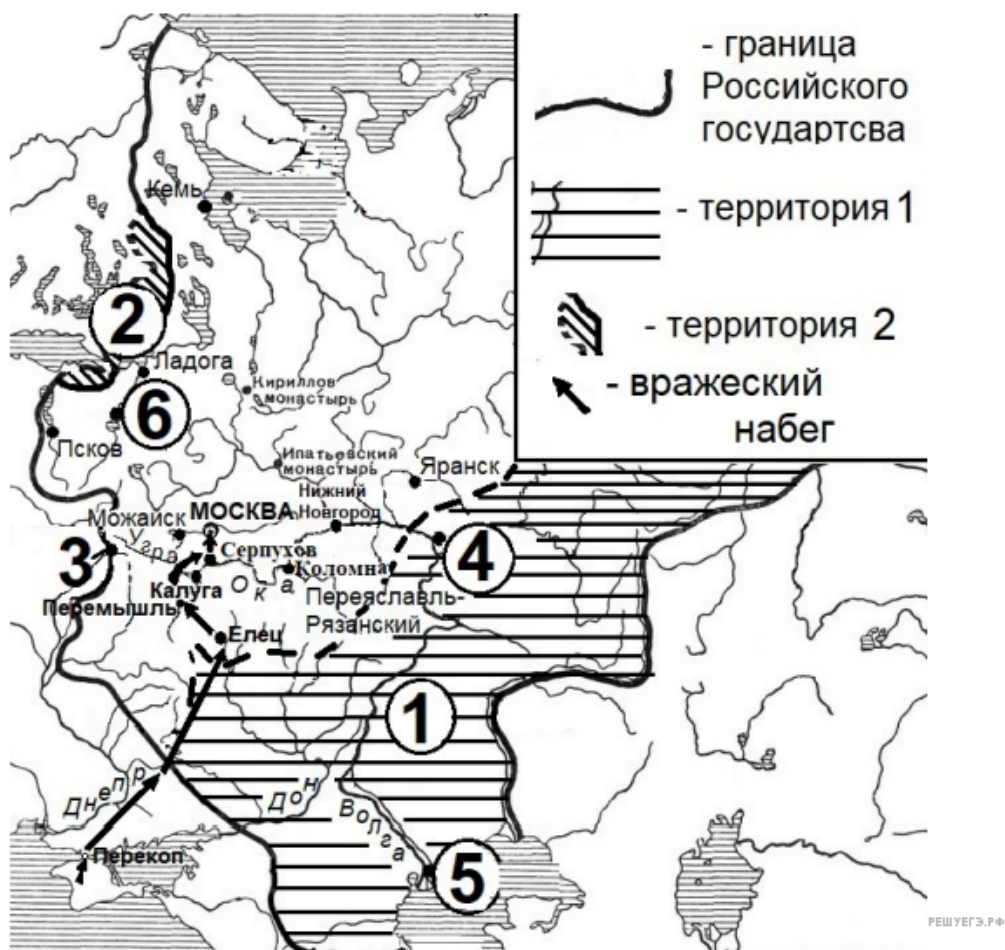 - граница
Российского
государтсва
- территория 1
- территория 2
- вражеский
набег
Кемь
2
Ладога
6
Кириллов
монастырь
Псков
Ипатьевский
монастырь
Яранск
Нижний
Новгород
Можайск
МОСКВА
Угра
3
Серпухов
4
Коломна
Калуга
Ока
Перемышль
Переяславль-
Рязанский
Елец
1
Днепр
Дон
Волга
Перекоп
5
РЕШУЕГЭ.РФ